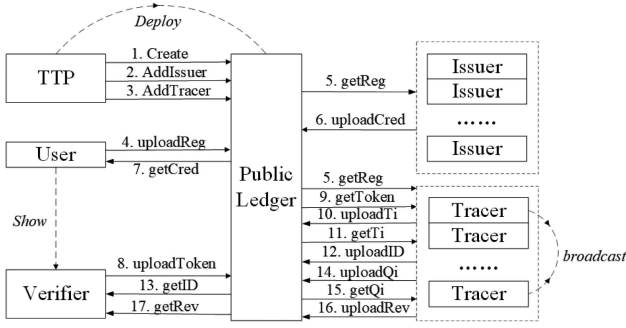 Deploy
TTP
1. Create
2. AddIssuer
3. AddTracer
User
4. uploadReg
7. getCred
Show
Verifier
8. uploadToken
13. getID
17. getRev
Public
Ledger
5. getReg
6. uploadCred
Issuer
Issuer
......
Issuer
5. getReg
9. getToken
10. uploadTi
11. getTi
12. uploadID
14. uploadQi
15. getQi
16. uploadRev
Tracer
Tracer
......
Tracer
broadcast